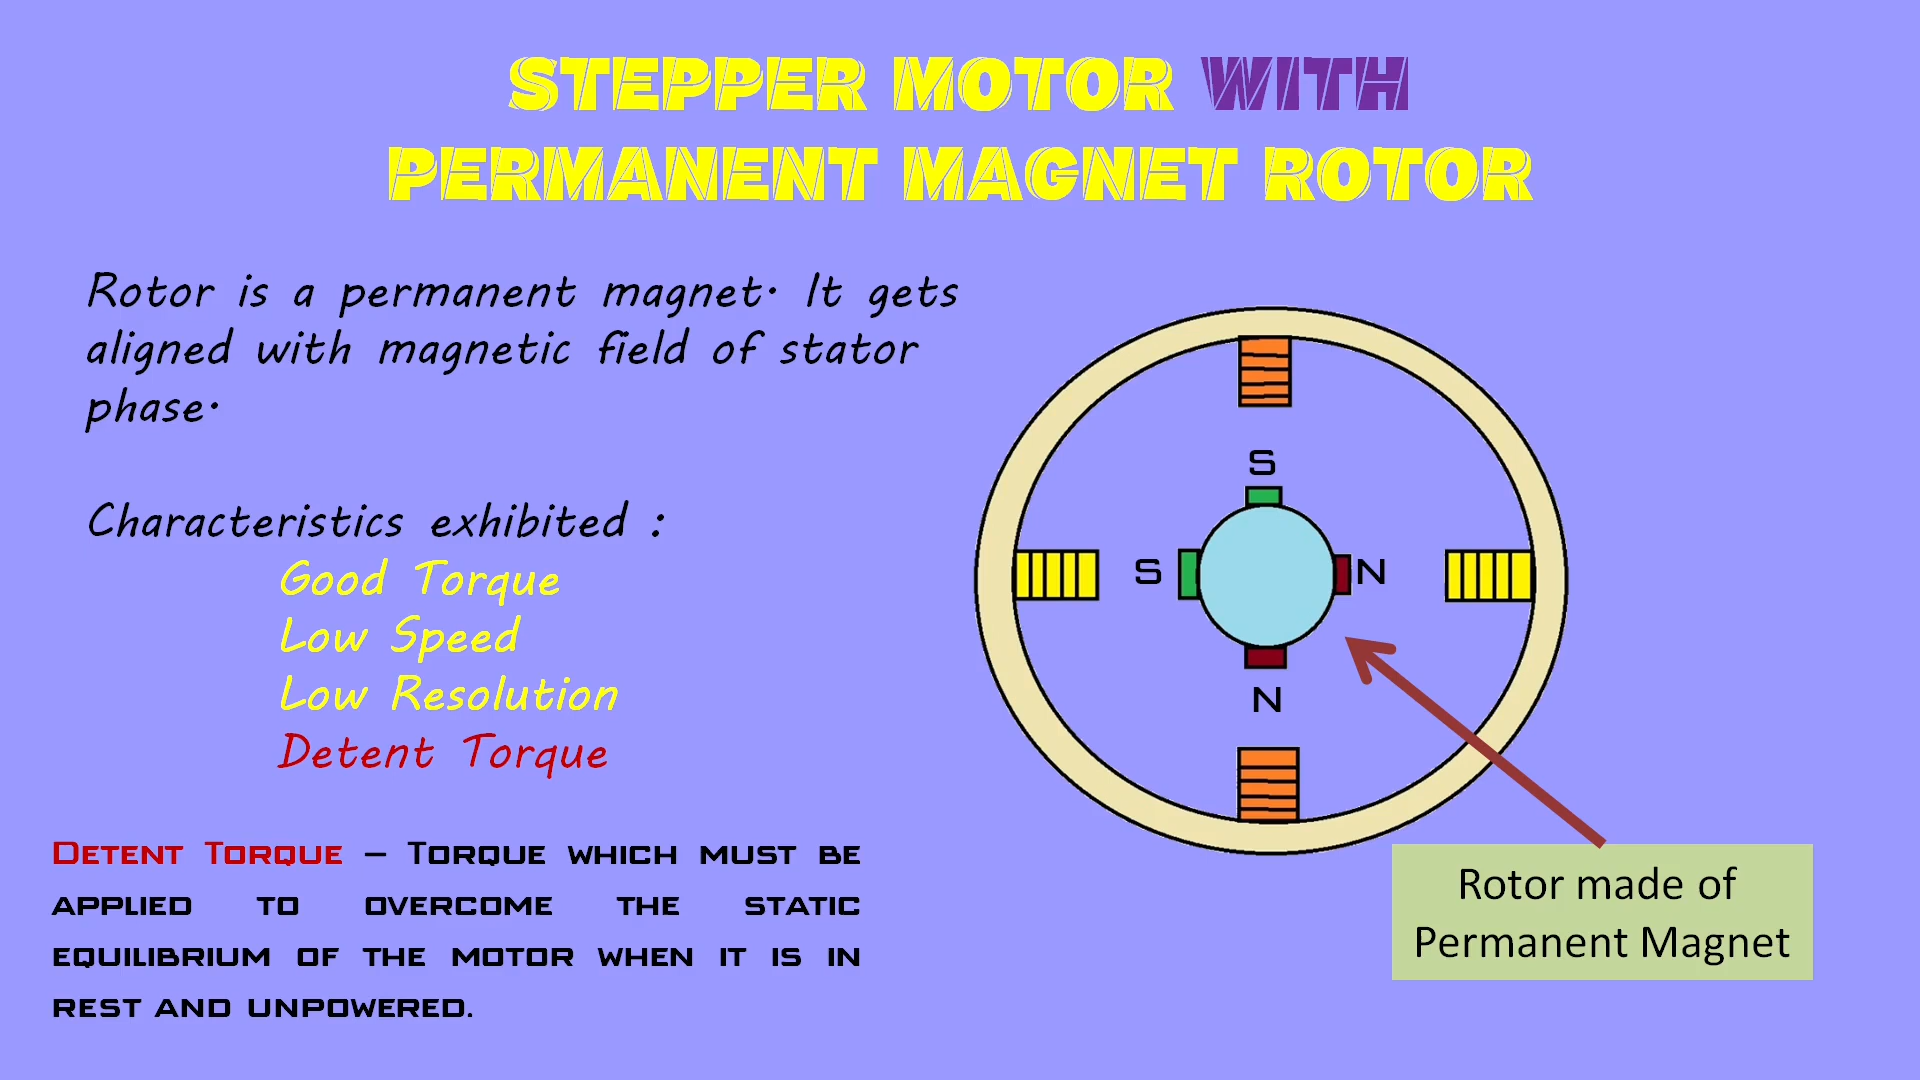 STEPPER MOTOR WITH
PERMANENT MAGNET ROTOR
Rotor is a permanent magnet. It gets
aligned with magnetic field of stator
phase.
Characteristics exhibited :
Good Torque
Low Speed
Low Resolution
Detent Torque
DETENT TORQUE – TORQUE WHICH MUST BE
APPLIED TO OVERCOME THE STATIC
EQUILIBRIUM OF THE MOTOR WHEN IT IS IN
REST AND UNPOWERED.
S
S
N
N
Rotor made of
Permanent Magnet